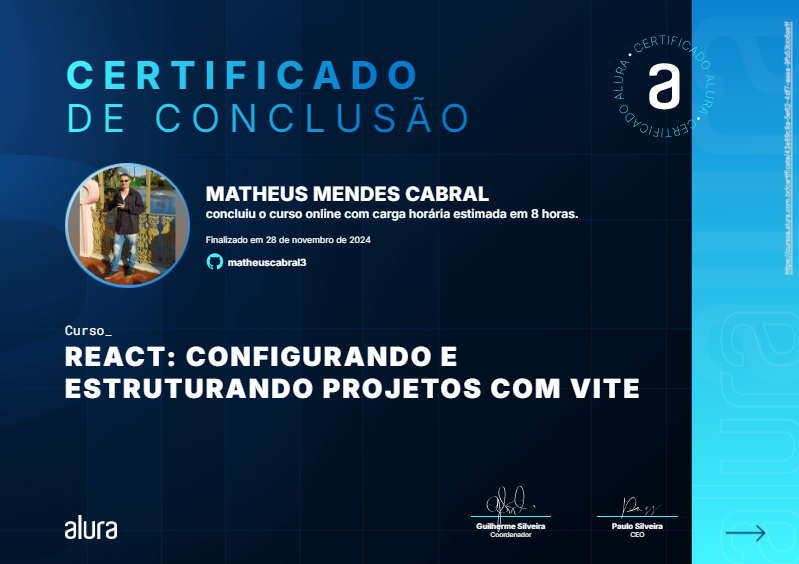 CERTIFICADO
DE CONCLUSÃO
CERTIFICADO ALURA • CERTIFICADO ALURA •
a
MATHEUS MENDES CABRAL
concluiu o curso online com carga horária estimada em 8 horas.
Finalizado em 28 de novembro de 2024
matheuscabral3
Curso_
REACT: CONFIGURANDO E
ESTRUTURANDO PROJETOS COM VITE
alura
Guilherme Silveira
Coordenador
Paulo Silveira
CEO
alura